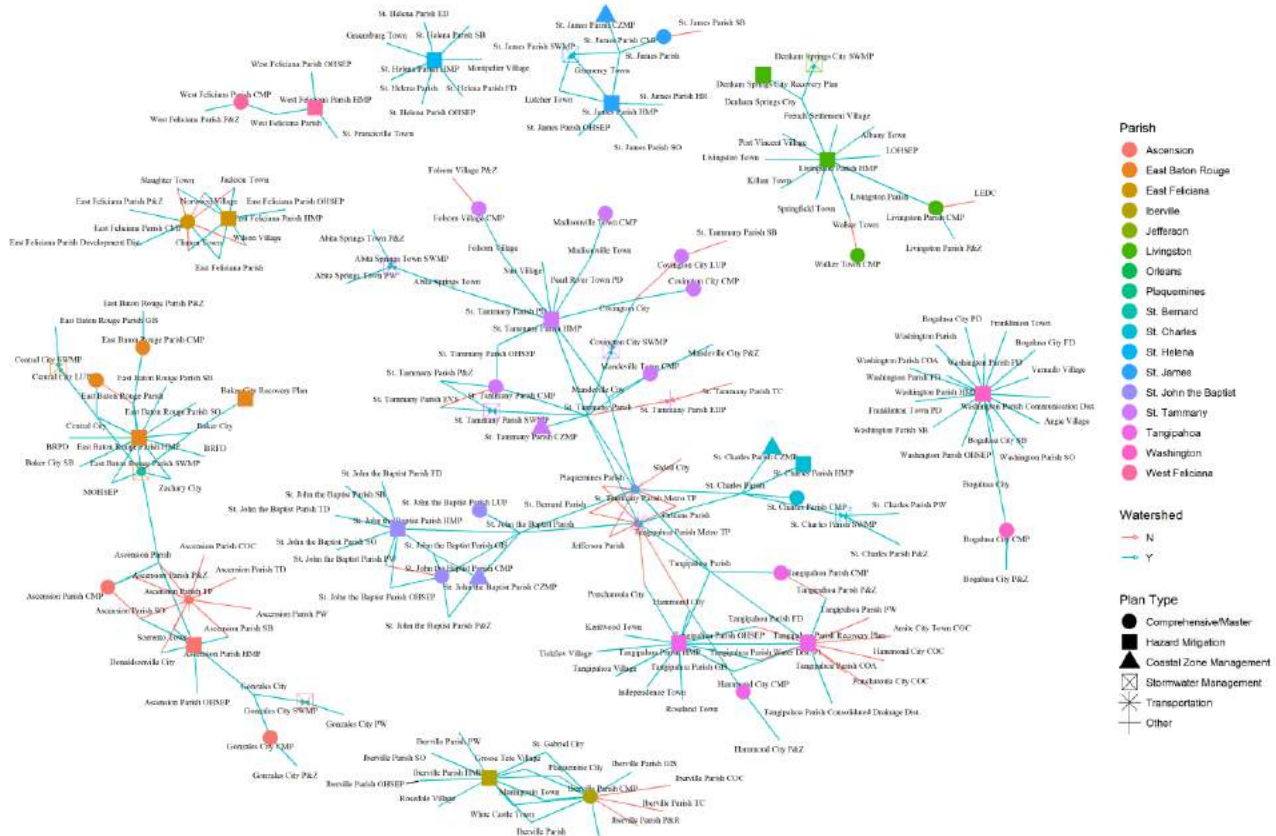 St. Helena Parish ED
Greensburg Town
St. Helena Parish SB
St. Helena Parish HMP
Montpelier Village
St. Helena Parish
St. Helena Parish FD
St. Helena Parish OHSEP
St. James Parish CZMP
St. James Parish SB
St. James Parish CMP
St. James Parish SWMP
St. James Parish
Gramercy Town
Lutcher Town
St. James Parish HR
St. James Parish HMP
St. James Parish OHSEP
St. James Parish SO
Denham Springs City SWMP
Denham Springs City Recovery Plan
Denham Springs City
French Settlement Village
Port Vincent Village
Albany Town
Livingston Town
LOHSEP
Livingston Parish HMP
Killian Town
Springfield Town
Livingston Parish
LEDC
Livingston Parish CMP
Walker Town
Livingston Parish P&Z
Walker Town CMP
West Feliciana Parish OHSEP
West Feliciana Parish CMP
West Feliciana Parish HMP
West Feliciana Parish P&Z
West Feliciana Parish
St. Francisville Town
Slaughter Town
Jackson Town
East Feliciana Parish P&Z
Norwood Village
East Feliciana Parish OHSEP
East Feliciana Parish CMP
East Feliciana Parish HMP
East Feliciana Parish Development Dist.
Clinton Town
Wilson Village
East Feliciana Parish
Folsom Village P&Z
Folsom Village CMP
Madisonville Town CMP
Folsom Village
Madisonville Town
St. Tammany Parish SB
Abita Springs Town P&Z
Abita Springs Town SWMP
Abita Springs Town PW
Abita Springs Town
Sun Village
Pearl River Town PD
Covington City LUP
Covington City CMP
Covington City
St. Tammany Parish PD
St. Tammany Parish HMP
Covington City SWMP
St. Tammany Parish OHSEP
Mandeville City P&Z
Mandeville Town CMP
St. Tammany Parish P&Z
Mandeville City
St. Tammany Parish CMP
St. Tammany Parish TC
St. Tammany Parish ENS
St. Tammany Parish
St. Tammany Parish EDP
St. Tammany Parish SWMP
St. Tammany Parish CZMP
East Baton Rouge Parish P&Z
East Baton Rouge Parish GIS
East Baton Rouge Parish CMP
Central City SWMP
Central City LUP
East Baton Rouge Parish SB
Baker City Recovery Plan
East Baton Rouge Parish
East Baton Rouge Parish SO
Central City
Baker City
BRPD
East Baton Rouge Parish HMP
BRFD
Baker City SB
East Baton Rouge Parish SWMP
MOHSEP
Zachary City
Bogalusa City PD
Franklinton Town
Washington Parish
Bogalusa City FD
Washington Parish COA
Washington Parish PD
Varnado Village
Washington Parish FD
Washington Parish HMP
Washington Parish Communication Dist.
Franklinton Town PD
Angie Village
Washington Parish SB
Bogalusa City SB
Washington Parish OHSEP
Washington Parish SO
Bogalusa City
Bogalusa City CMP
Bogalusa City P&Z
St. John the Baptist Parish FD
St. John the Baptist Parish SB
St. John the Baptist Parish LUP
St. John the Baptist Parish TD
St. John the Baptist Parish HMP
St. John the Baptist Parish
St. John the Baptist Parish SO
St. John the Baptist Parish GIS
St. John the Baptist Parish PW
St. John the Baptist Parish CMP
St. John the Baptist Parish CZMP
St. John the Baptist Parish OHSEP
St. John the Baptist Parish P&Z
Slidell City
Plaquemines Parish
St. Tammany Parish Metro TP
St. Bernard Parish
Orleans Parish
Tangipahoa Parish Metro TP
Jefferson Parish
St. Charles Parish CZMP
St. Charles Parish HMP
St. Charles Parish
St. Charles Parish CMP
St. Charles Parish PW
St. Charles Parish SWMP
St. Charles Parish P&Z
Tangipahoa Parish
Tangipahoa Parish CMP
Tangipahoa Parish P&Z
Ponchatoula City
Hammond City
Tangipahoa Parish PW
Tangipahoa Parish FD
Kentwood Town
Amite City Town COC
Tangipahoa Parish OHSEP
Tangipahoa Parish Recovery Plan
Tickfaw Village
Tangipahoa Parish HMP
Tangipahoa Parish Water Dist.
Hammond City COC
Tangipahoa Village
Tangipahoa Parish GIS
Tangipahoa Parish COA
Hammond City CMP
Ponchatoula City COC
Independence Town
Roseland Town
Tangipahoa Parish Consolidated Drainage Dist.
Hammond City P&Z
Ascension Parish
Ascension Parish COC
Ascension Parish P&Z
Ascension Parish TD
Ascension Parish CMP
Ascension Parish TP
Ascension Parish SO
Ascension Parish PW
Ascension Parish SB
Sorrento Town
Ascension Parish HMP
Donaldsonville City
Ascension Parish OHSEP
Gonzales City
Gonzales City SWMP
Gonzales City PW
Gonzales City CMP
Gonzales City P&Z
Iberville Parish PW
St. Gabriel City
Iberville Parish SO
Grosse Tete Village
Iberville Parish HMP
Plaquemine City
Iberville Parish GIS
Iberville Parish OHSEP
Iberville Parish CMP
Iberville Parish COC
Maringouin Town
Rosedale Village
Iberville Parish TC
White Castle Town
Iberville Parish P&R
Iberville Parish
Parish
Ascension
East Baton Rouge
East Feliciana
Iberville
Jefferson
Livingston
Orleans
Plaquemines
St. Bernard
St. Charles
St. Helena
St. James
St. John the Baptist
St. Tammany
Tangipahoa
Washington
West Feliciana
Watershed
N
Y
Plan Type
Comprehensive/Master
Hazard Mitigation
Coastal Zone Management
Stormwater Management
Transportation
Other